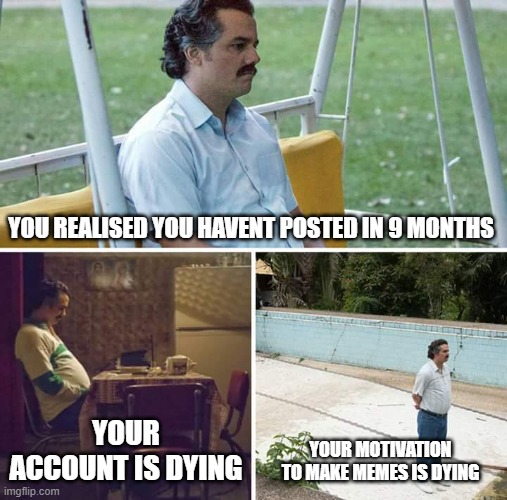 YOU REALISED YOU HAVENT POSTED IN 9 MONTHS
YOUR
ACCOUNT IS DYING
YOUR MOTIVATION
TO MAKE MEMES IS DYING
imgflip.com